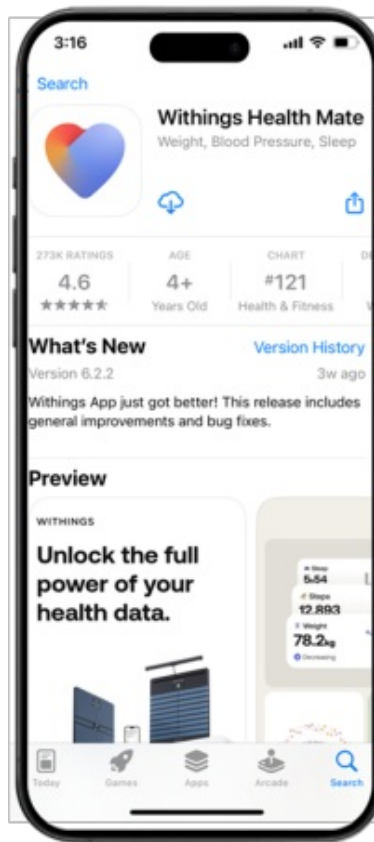 3:16
Search
Withings Health Mate
Weight, Blood Pressure, Sleep
273K RATINGS
AGE
CHART
4.6
4+
#121
Years Old
Health & Fitness
What's New
Version History
Version 6.2.2
3w ago
Withings App just got better! This release includes
general improvements and bug fixes.
Preview
WITHINGS
Unlock the full
power of your
health data.
Sleep
5h54
Steps
12,893
Weight
78.2kg
Decreasing
Today
Games
Apps
Arcade
Search